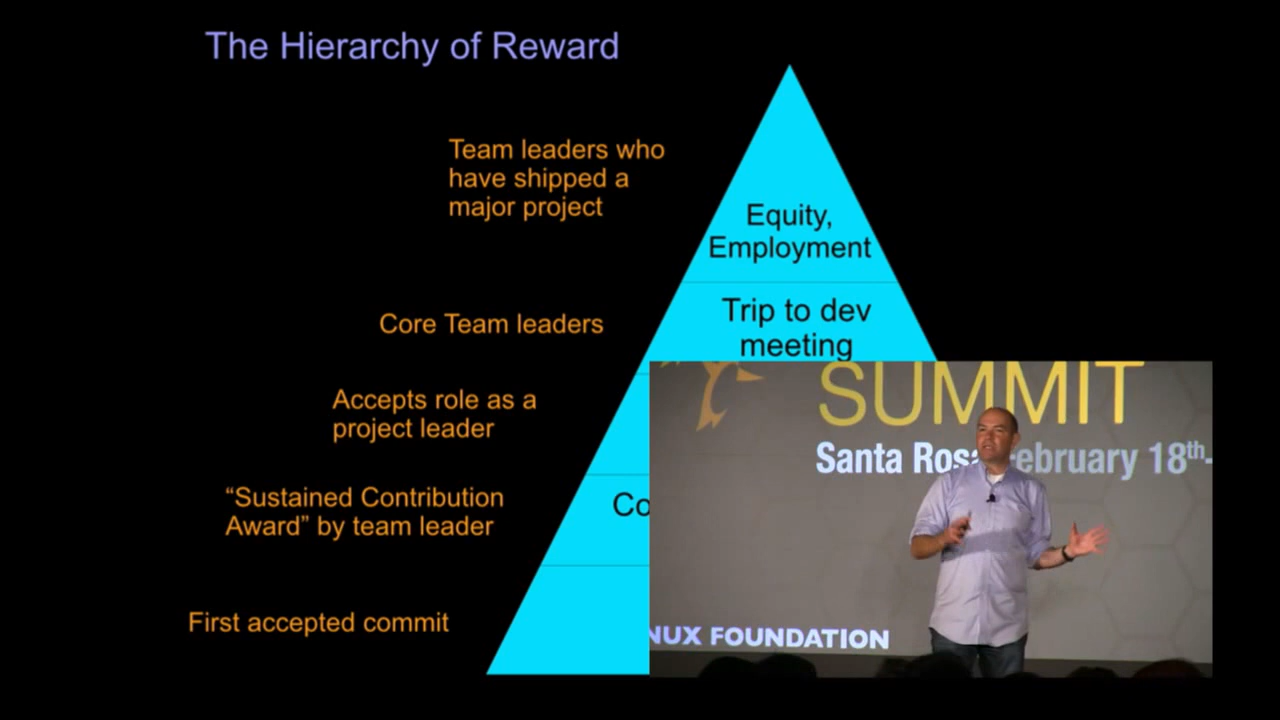 The Hierarchy of Reward
Team leaders who
have shipped a
major project
Equity,
Employment
Core Team leaders
Trip to dev
meeting
Accepts role as a
project leader
“Sustained Contribution
Award” by team leader
Co
First accepted commit
SUMMIT
Santa Rosa February 18th-
NUX FOUNDATION